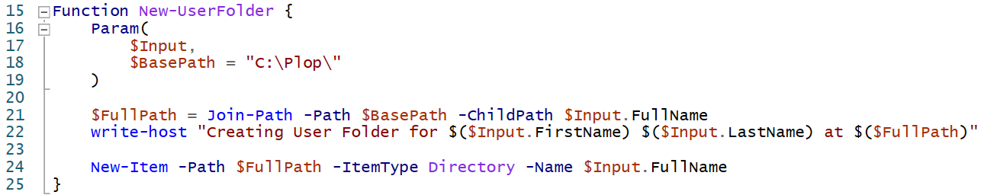 15 Function New-UserFolder {
16     Param(
17         $Input,
18         $BasePath = "C:\Plop\"
19     )
20
21     $FullPath = Join-Path -Path $BasePath -ChildPath $Input.FullName
22     write-host "Creating User Folder for $($Input.FirstName) $($Input.LastName) at $($FullPath)"
23
24     New-Item -Path $FullPath -ItemType Directory -Name $Input.FullName
25 }